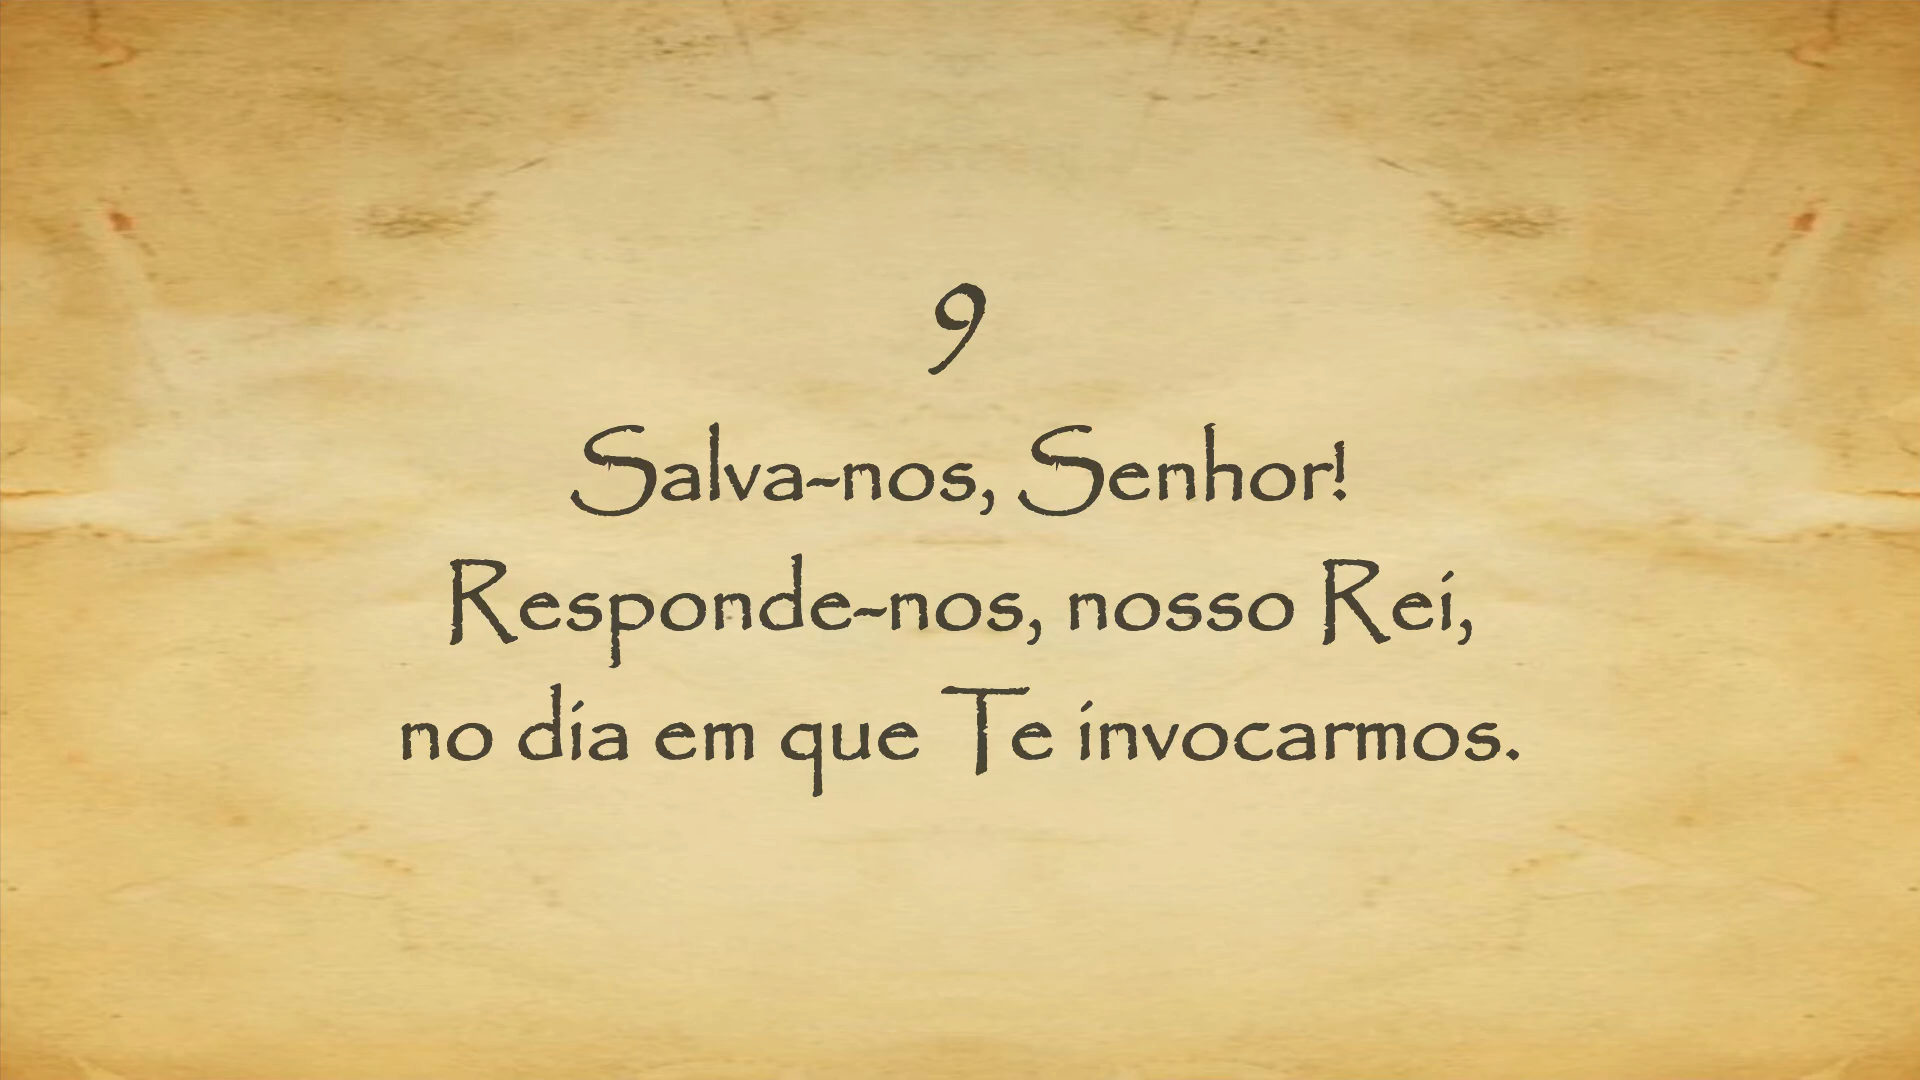 9
Salva-nos, Senhor!
Responde-nos, nosso Rei,
no dia em que Te invocarmos.